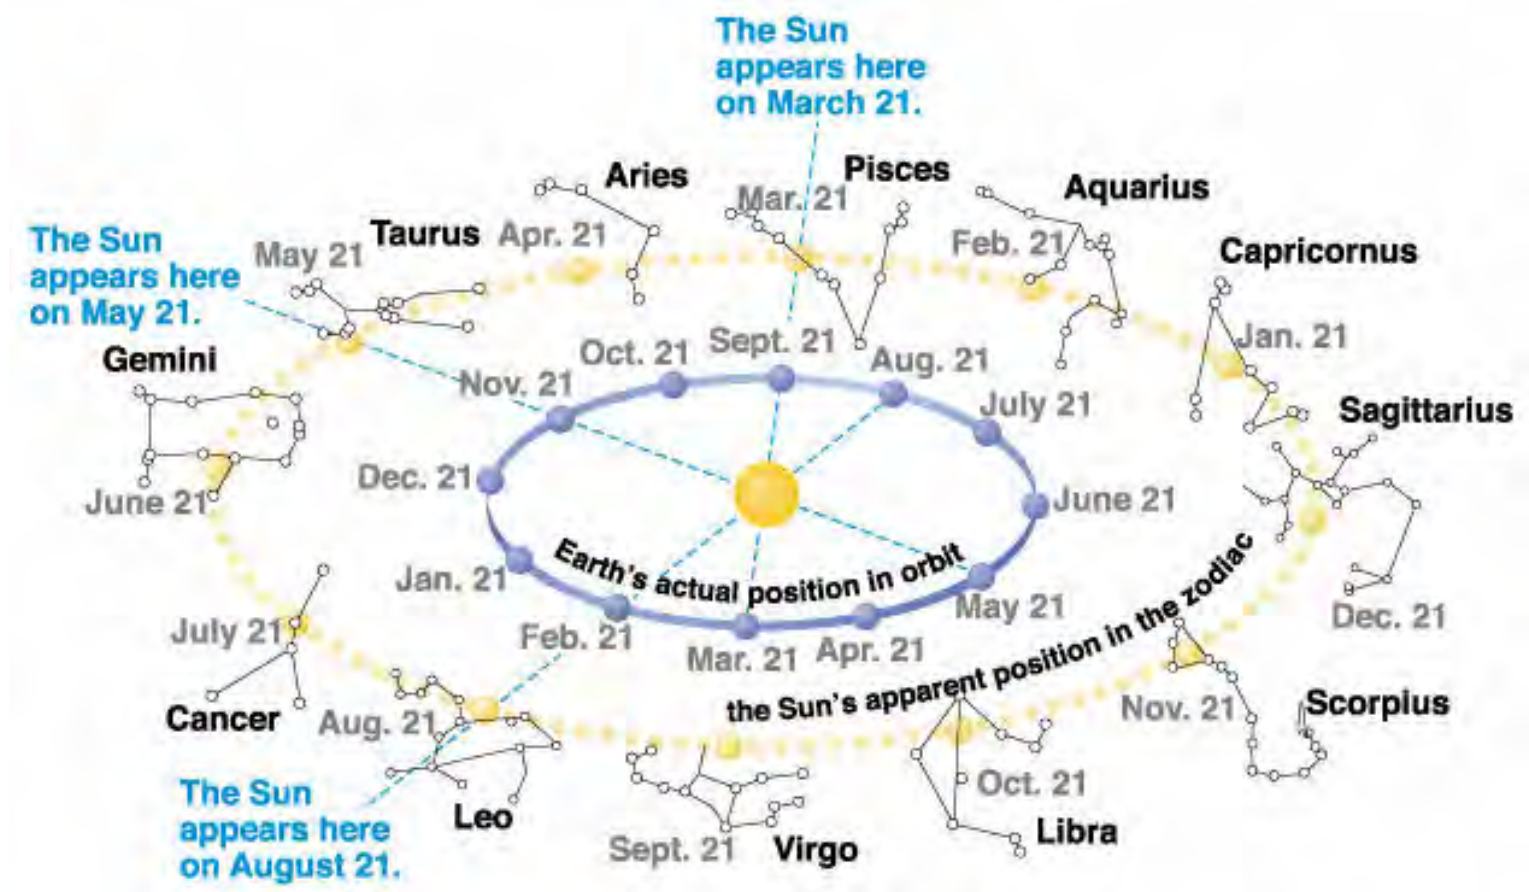 The Sun
appears here
on March 21.
Aries
Pisces
Mar. 21
Aquarius
Taurus
Apr. 21
Feb. 21
The Sun
appears here
on May 21.
May 21
Capricornus
Jan. 21
Gemini
Oct. 21
Sept. 21
Aug. 21
Nov. 21
July 21
Sagittarius
Dec. 21
June 21
June 21
Earth's actual position in orbit
Jan. 21
May 21
Dec. 21
July 21
Feb. 21
Mar. 21
Apr. 21
the Sun's apparent position in the zodiac
Cancer
Aug. 21
Nov. 21
Scorpius
The Sun
appears here
on August 21.
Leo
Oct. 21
Sept. 21
Virgo
Libra